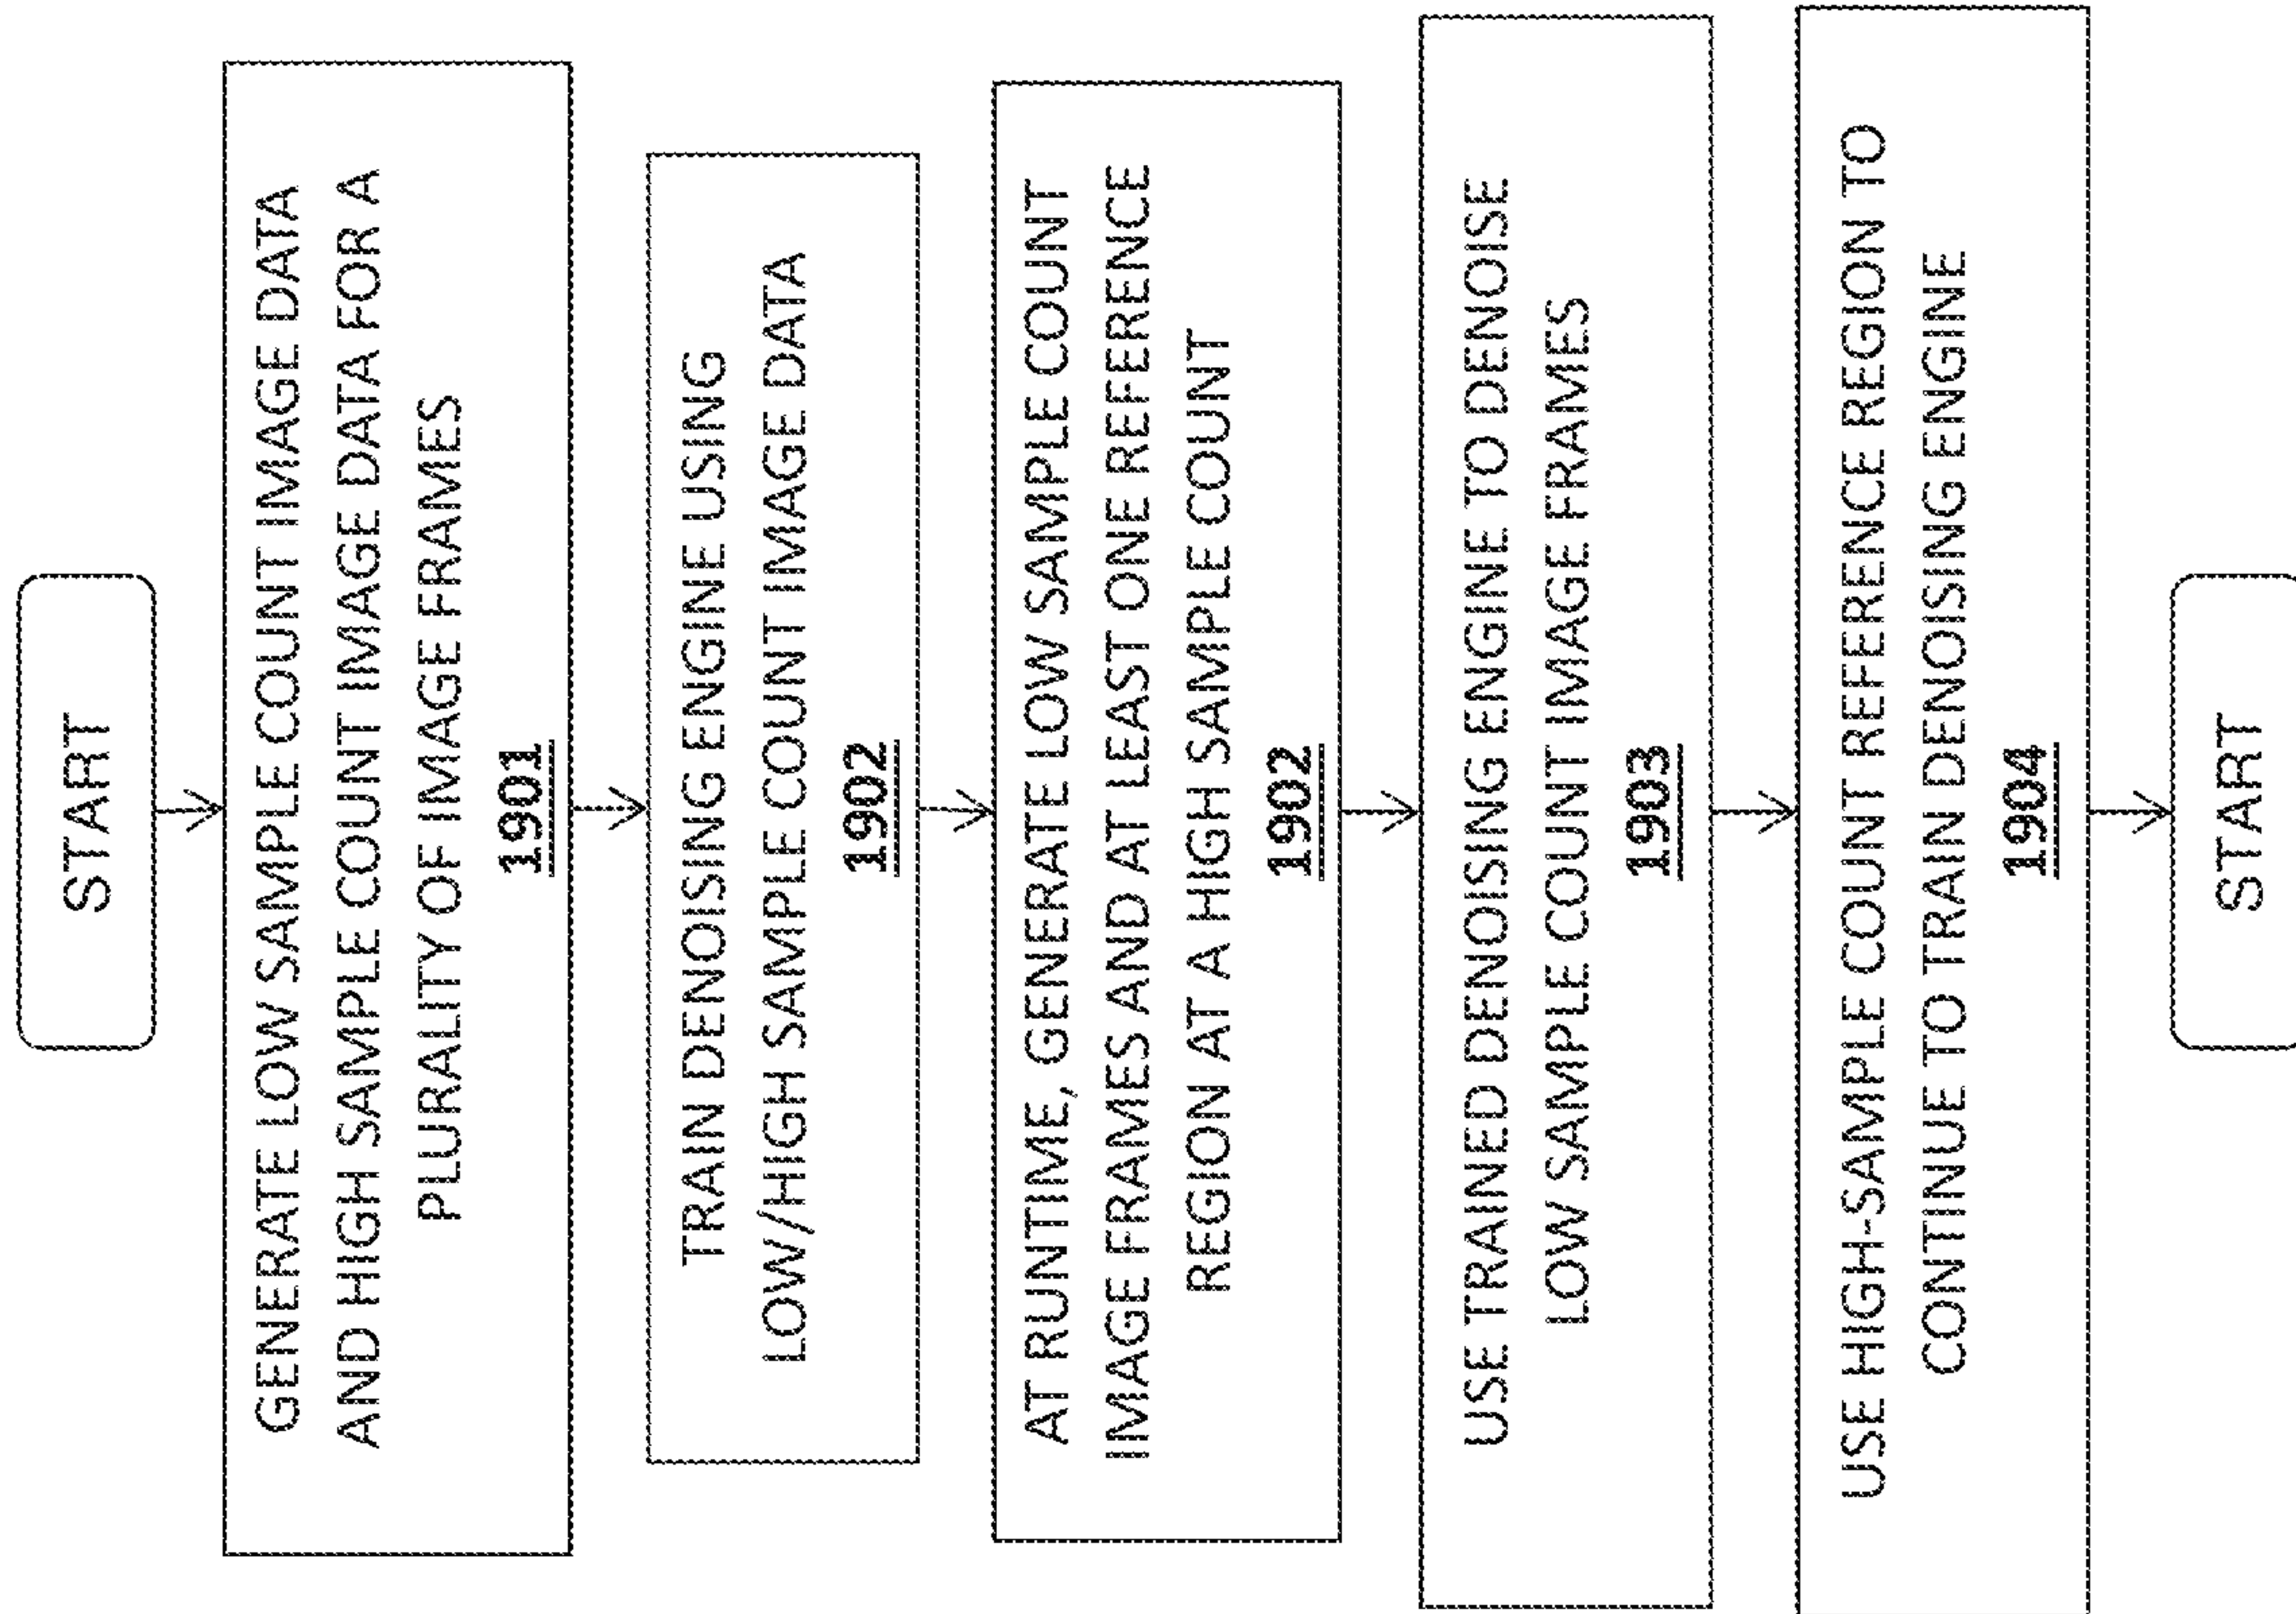 START
GENERATE LOW SAMPLE COUNT IMAGE DATA
AND HIGH SAMPLE COUNT IMAGE DATA FOR A
PLURALITY OF IMAGE FRAMES
1901
TRAIN DENOISING ENGINE USING
LOW/HIGH SAMPLE COUNT IMAGE DATA
1902
AT RUNTIME, GENERATE LOW SAMPLE COUNT
IMAGE FRAMES AND AT LEAST ONE REFERENCE
REGION AT A HIGH SAMPLE COUNT
1902
USE TRAINED DENOISING ENGINE TO DENOISE
LOW SAMPLE COUNT IMAGE FRAMES
1903
USE HIGH-SAMPLE COUNT REFERENCE REGION TO
CONTINUE TO TRAIN DENOISING ENGINE
1904
START